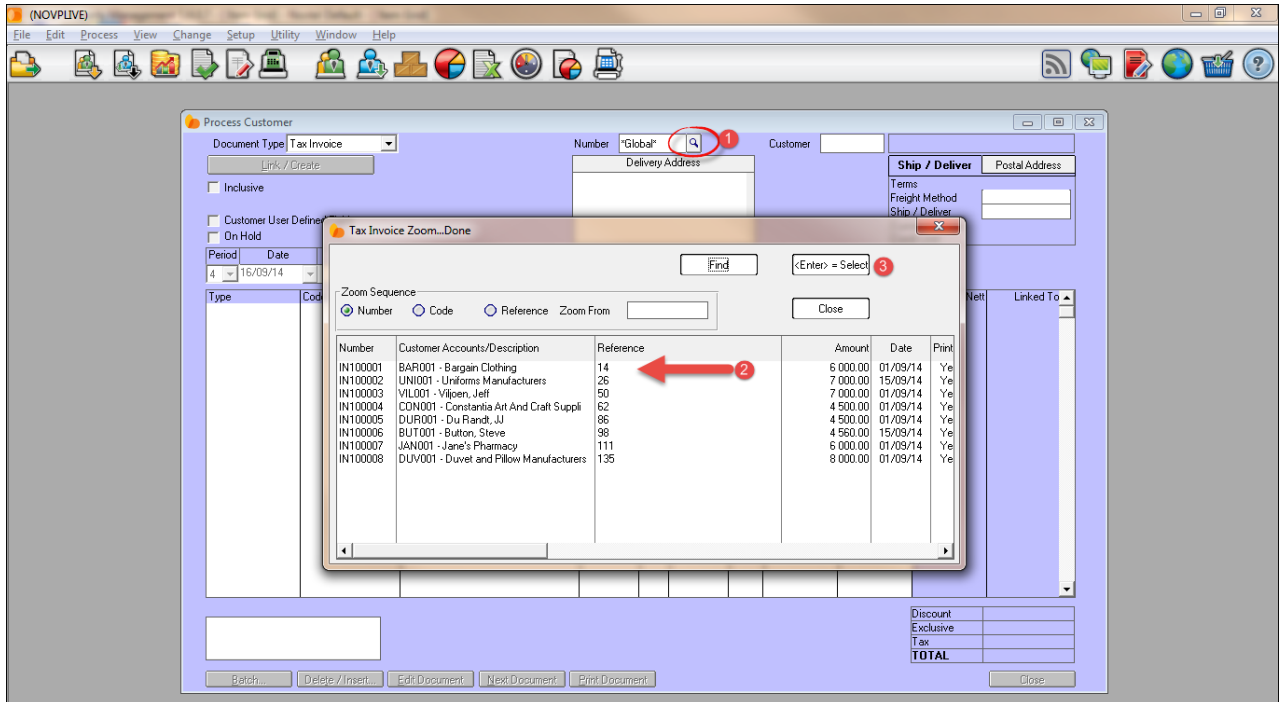 (NOVPLIVE)
File Edit Process View Change Setup Utility Window Help
Process Customer
Document Type Tax Invoice Number *Global* 1 Customer
Link / Create Delivery Address Ship / Deliver Postal Address
Inclusive Terms
Freight Method
Customer User Defined Ship / Deliver
On Hold
Tax Invoice Zoom...Done
Period Date
4 16/09/14
Find <Enter> = Select 3
Type Code Nett Linked To
Zoom Sequence
Number Code Reference Zoom From Close
Number Customer Accounts/Description Reference Amount Date Print
IN100001 BAR001 - Bargain Clothing 14 2 6 000.00 01/09/14 Ye
IN100002 UNI001 - Uniforms Manufacturers 26 7 000.00 15/09/14 Ye
IN100003 VIL001 - Viljoen, Jeff 50 7 000.00 01/09/14 Ye
IN100004 CON001 - Constantia Art And Craft Suppli 62 4 500.00 01/09/14 Ye
IN100005 DUR001 - Du Randt, JJ 86 4 500.00 01/09/14 Ye
IN100006 BUT001 - Button, Steve 98 4 560.00 15/09/14 Ye
IN100007 JAN001 - Jane's Pharmacy 111 6 000.00 01/09/14 Ye
IN100008 DUV001 - Duvet and Pillow Manufacturers 135 8 000.00 01/09/14 Ye
Discount
Exclusive
Tax
TOTAL
Batch... Delete / Insert... Edit Document Next Document Print Document Close